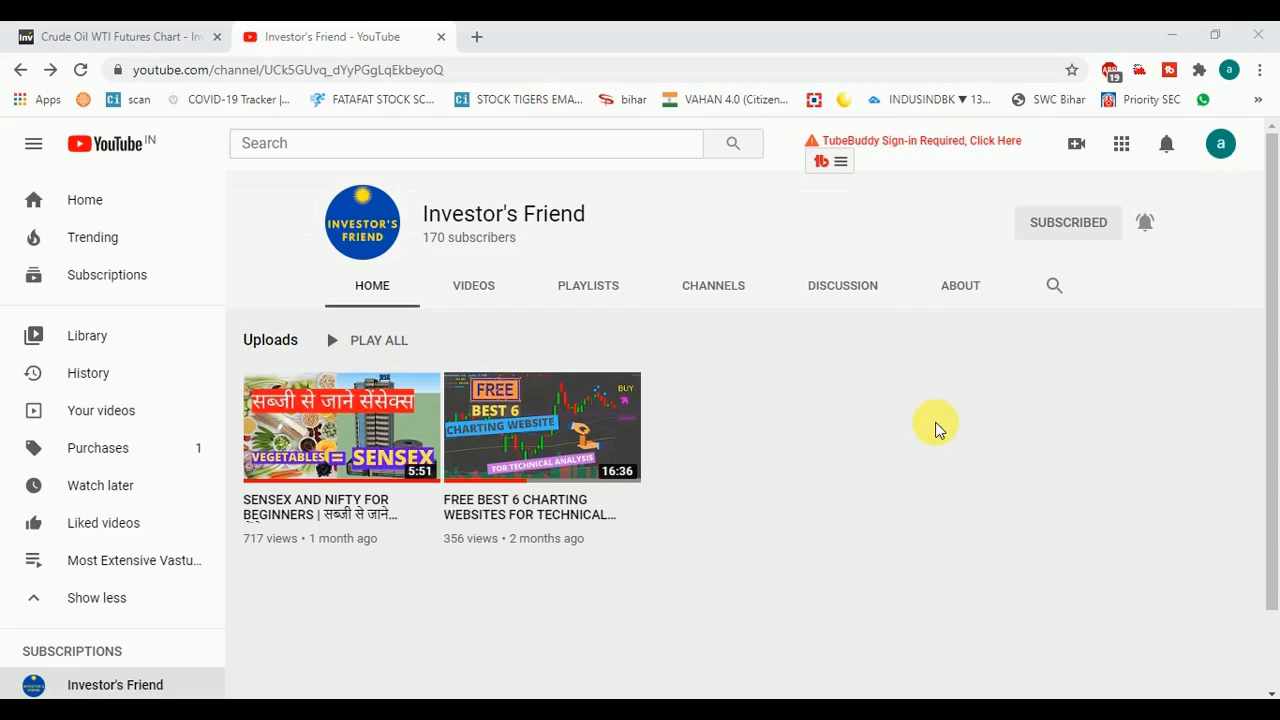 Crude Oil WTI Futures Chart - In
Investor's Friend - YouTube
youtube.com/channel/UCk5GUvq_dYyPGgLqEkbeyoQ
19
a
Apps
Ci scan
COVID-19 Tracker |...
FATAFAT STOCK SC...
Ci STOCK TIGERS EMA...
bihar
VAHAN 4.0 (Citizen...
INDUSINDBK ▼ 13...
SWC Bihar
Priority SEC
»
YouTube IN
Search
TubeBuddy Sign-in Required, Click Here
tb
a
Home
Trending
Subscriptions
Library
History
Your videos
Purchases 1
Watch later
Liked videos
Most Extensive Vastu...
Show less
SUBSCRIPTIONS
Investor's Friend
INVESTOR'S
FRIEND
Investor's Friend
170 subscribers
SUBSCRIBED
HOME
VIDEOS
PLAYLISTS
CHANNELS
DISCUSSION
ABOUT
Uploads
PLAY ALL
सब्जी से जाने सेंसेक्स
VEGETABLES = SENSEX
5:51
SENSEX AND NIFTY FOR
BEGINNERS | सब्जी से जाने...
717 views • 1 month ago
FREE
BEST 6
CHARTING WEBSITE
FOR TECHNICAL ANALYSIS
BUY
16:36
FREE BEST 6 CHARTING
WEBSITES FOR TECHNICAL...
356 views • 2 months ago